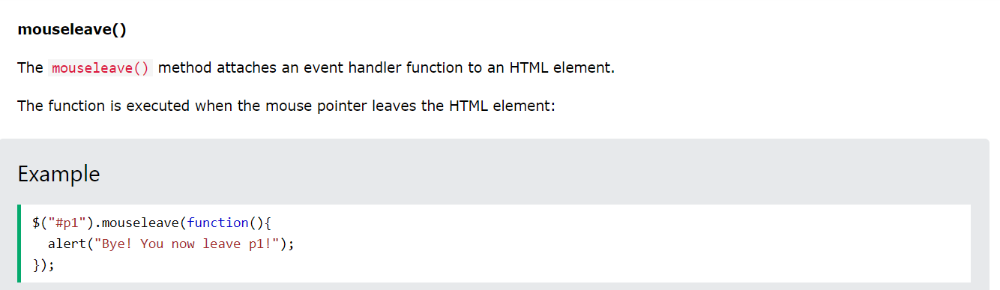 mouseleave()
The mouseleave() method attaches an event handler function to an HTML element.
The function is executed when the mouse pointer leaves the HTML element:
Example
$("#p1").mouseleave(function(){
  alert("Bye! You now leave p1!");
});